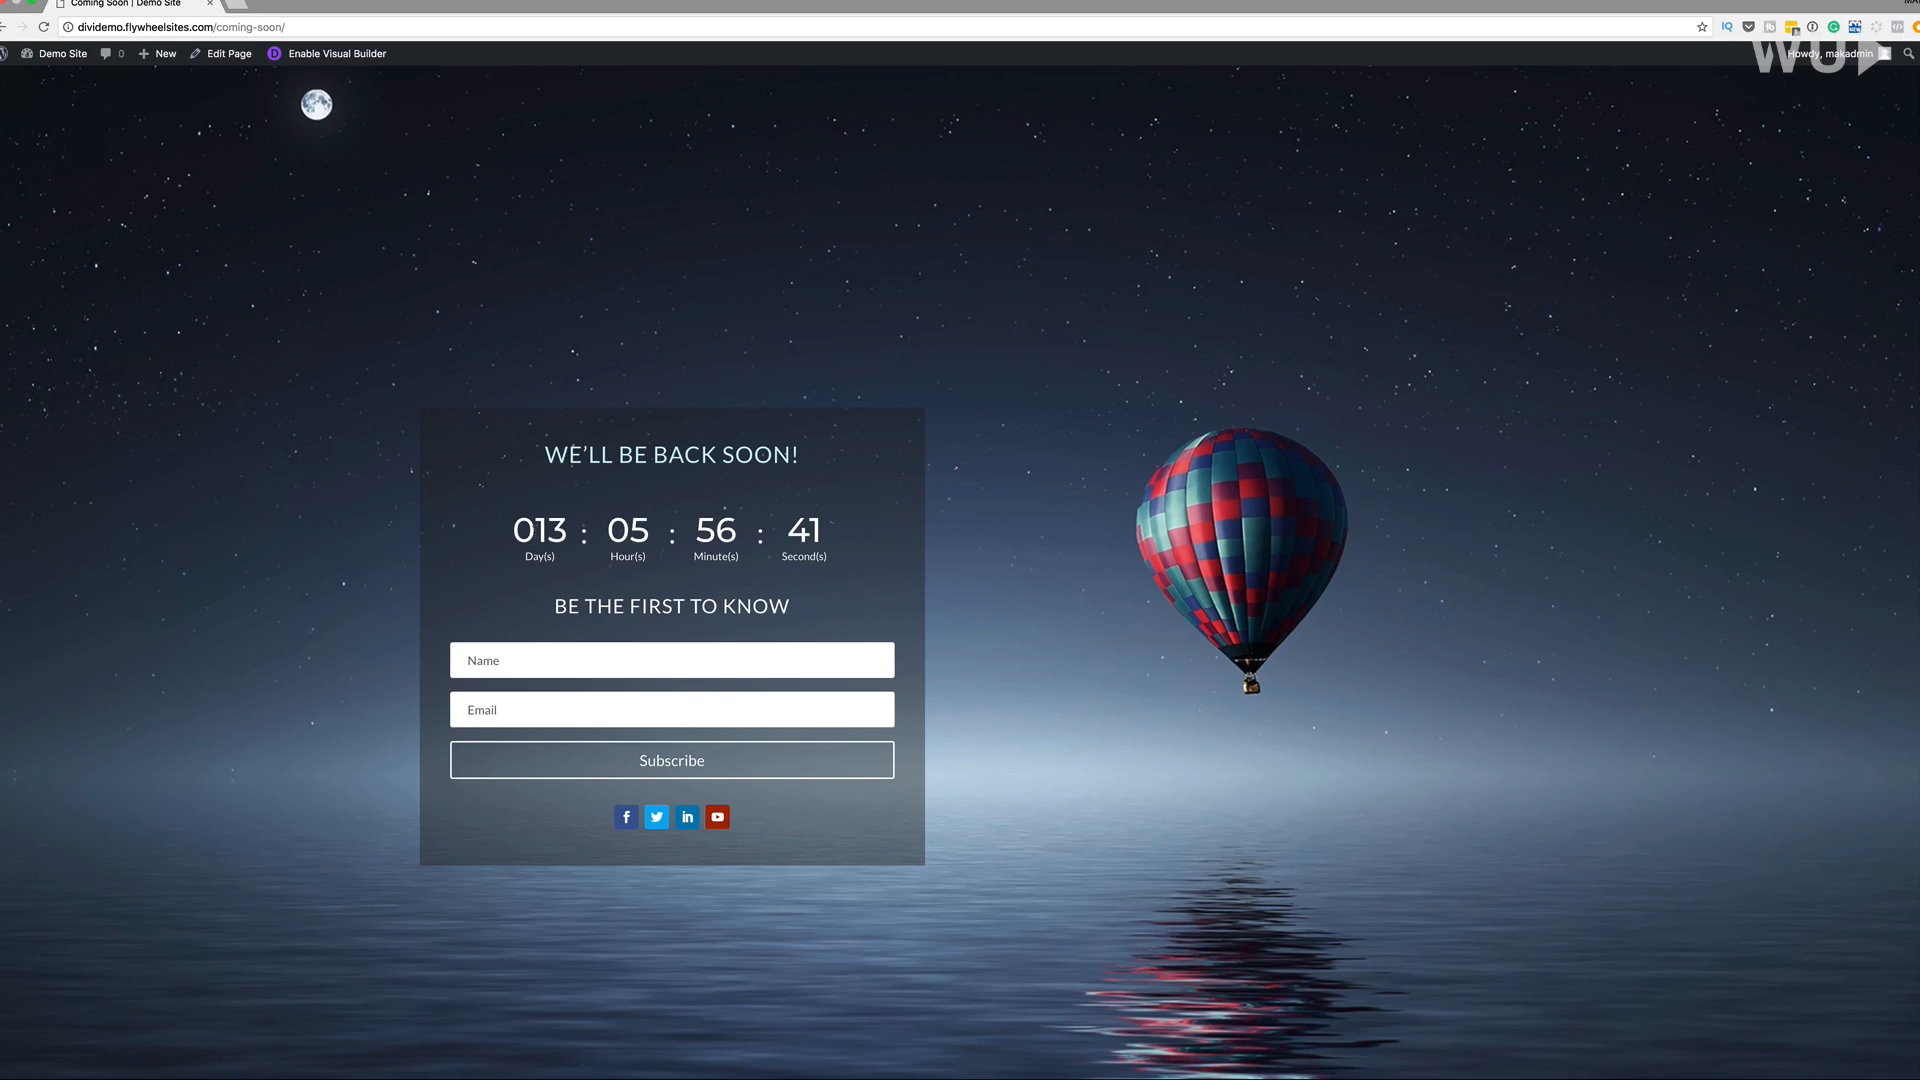 Coming Soon | Demo Site
dividemo.flywheelsites.com/coming-soon/
Demo Site 0 New Edit Page Enable Visual Builder
Howdy, makadmin
WU
WE'LL BE BACK SOON!
013 : 05 : 56 : 41
Day(s) Hour(s) Minute(s) Second(s)
BE THE FIRST TO KNOW
Name
Email
Subscribe